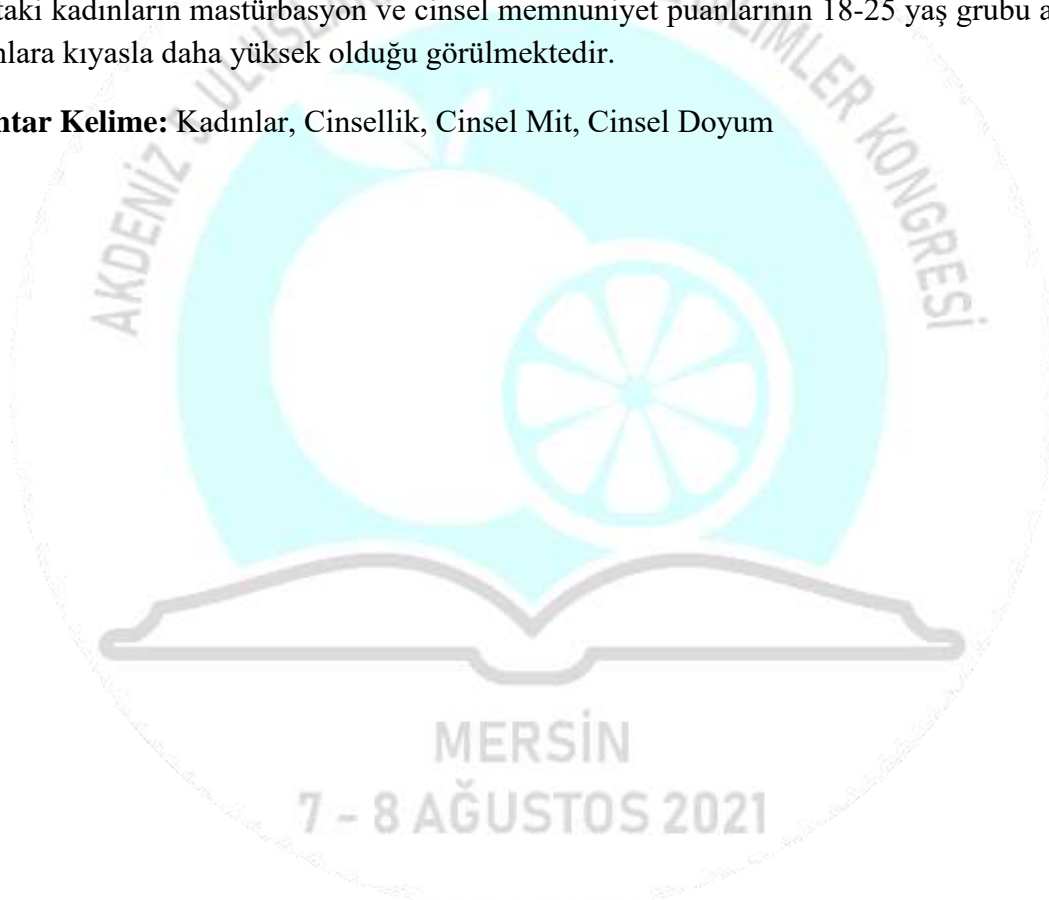 taki kadınların mastürbasyon ve cinsel memnuniyet puanlarının 18-25 yaş grubu a
nlara kıyasla daha yüksek olduğu görülmektedir.
ntar Kelime: Kadınlar, Cinsellik, Cinsel Mit, Cinsel Doyum
AKDENİZ KONGRESİ
MERSİN
7 - 8 AĞUSTOS 2021